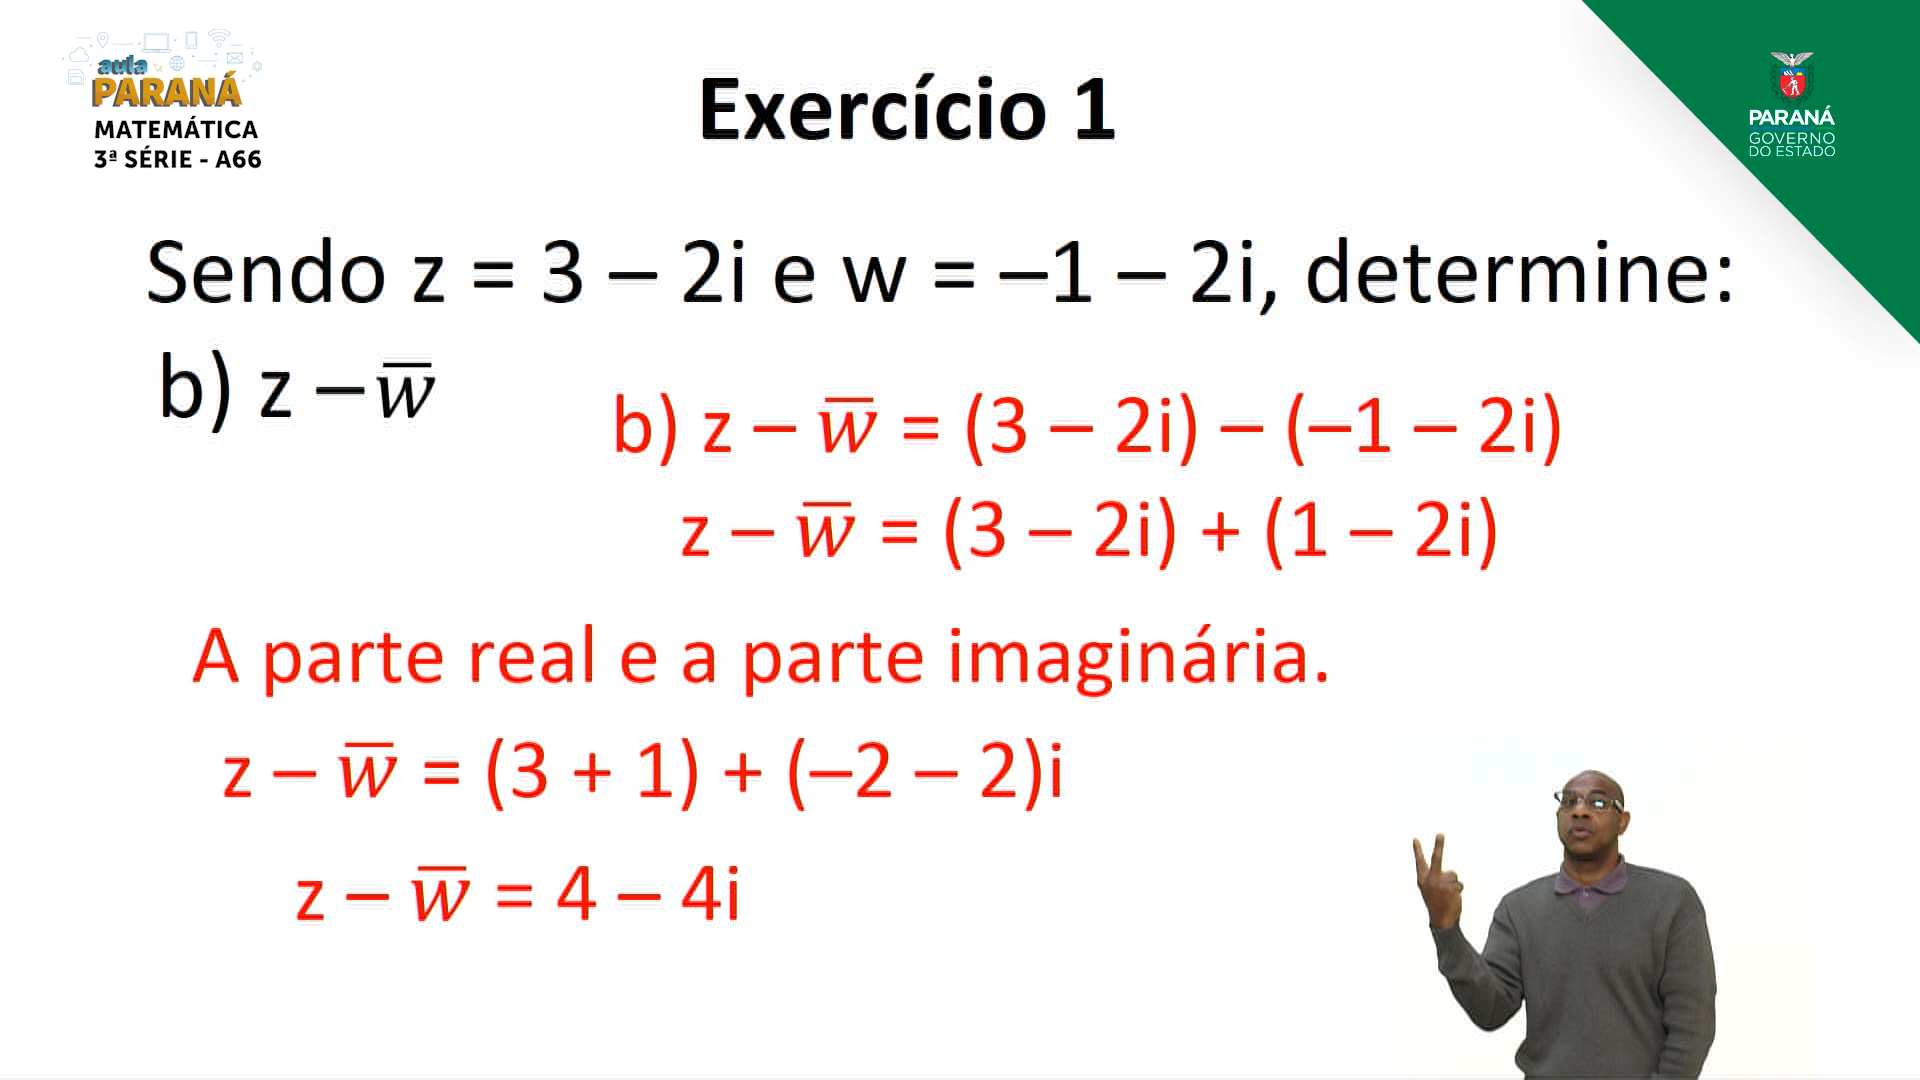 aula
PARANÁ
MATEMÁTICA
3ª SÉRIE - A66
Exercício 1
PARANÁ
GOVERNO
DO ESTADO
Sendo z = 3 – 2i e w = –1 – 2i, determine:
b) z – w̅
b) z – w̅ = (3 – 2i) – (–1 – 2i)
z – w̅ = (3 – 2i) + (1 – 2i)
A parte real e a parte imaginária.
z – w̅ = (3 + 1) + (–2 – 2)i
z – w̅ = 4 – 4i